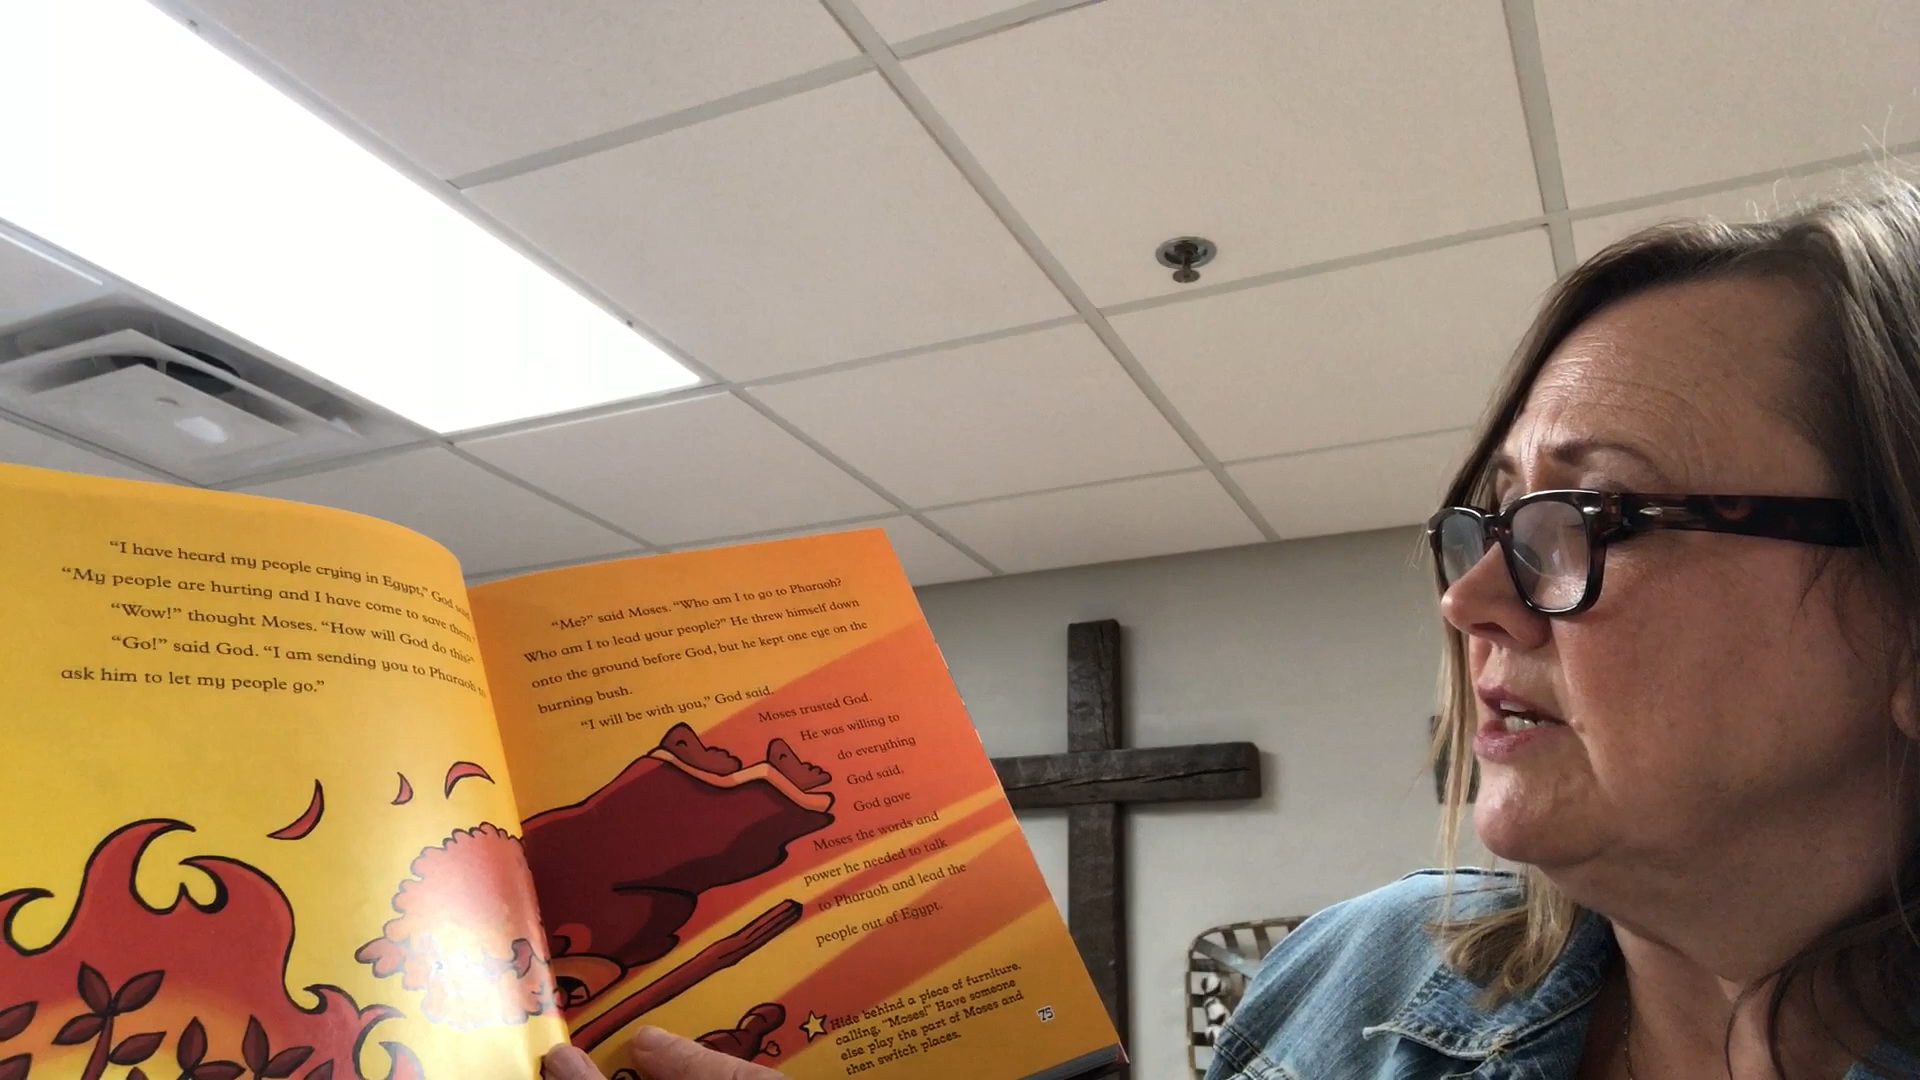 “I have heard my people crying in Egypt,” God said.
“My people are hurting and I have come to save them.”
“Wow!” thought Moses. “How will God do this?”
“Go!” said God. “I am sending you to Pharaoh to
ask him to let my people go.”
“Me?” said Moses. “Who am I to go to Pharaoh?
Who am I to lead your people?” He threw himself down
onto the ground before God, but he kept one eye on the
burning bush.
“I will be with you,” God said.
Moses trusted God.
He was willing to
do everything
God said.
God gave
Moses the words and
power he needed to talk
to Pharaoh and lead the
people out of Egypt.
Hide behind a piece of furniture.
calling, “Moses!” Have someone
else play the part of Moses and
then switch places.
75